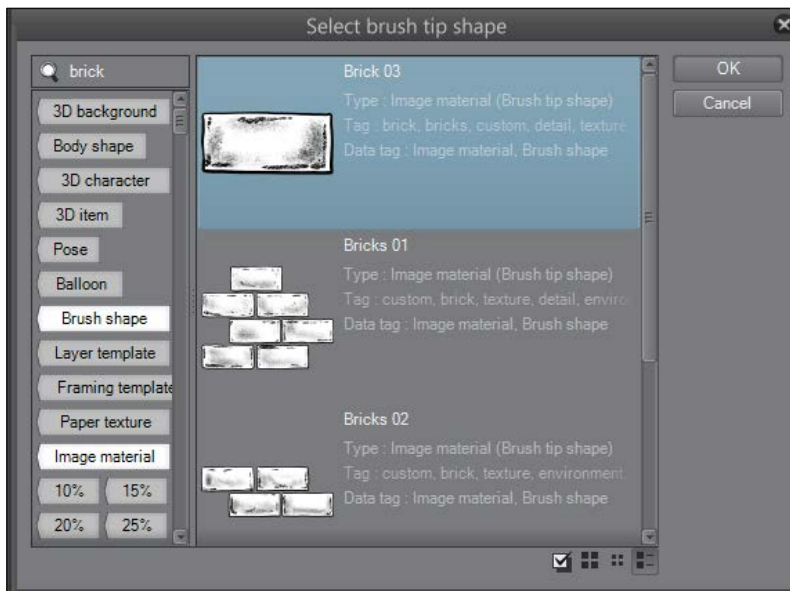 Select brush tip shape
brick
3D background
Body shape
3D character
3D item
Pose
Balloon
Brush shape
Layer template
Framing template
Paper texture
Image material
10% 15%
20% 25%
Brick 03
Type : Image material (Brush tip shape)
Tag : brick, bricks, custom, detail, texture
Data tag : Image material, Brush shape
Bricks 01
Type : Image material (Brush tip shape)
Tag : custom, brick, texture, detail, enviro
Data tag : Image material, Brush shape
Bricks 02
Type : Image material (Brush tip shape)
Tag : custom, brick, texture, environment,
Data tag : Image material, Brush shape
OK
Cancel